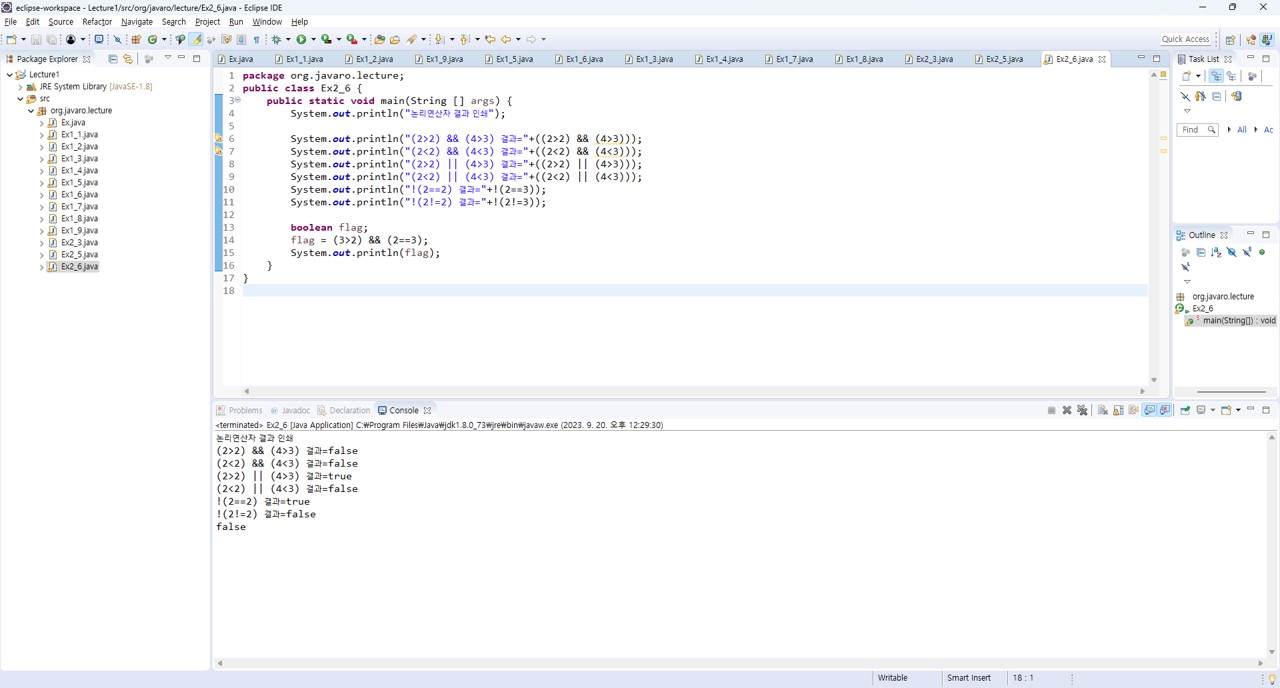 eclipse-workspace - Lecture1/src/org/javaro/lecture/Ex2_6.java - Eclipse IDE
File Edit Source Refactor Navigate Search Project Run Window Help
Quick Access
Package Explorer
Lecture1
JRE System Library [JavaSE-1.8]
src
org.javaro.lecture
Ex.java
Ex1_1.java
Ex1_2.java
Ex1_3.java
Ex1_4.java
Ex1_5.java
Ex1_6.java
Ex1_7.java
Ex1_8.java
Ex1_9.java
Ex2_3.java
Ex2_5.java
Ex2_6.java
Ex.java Ex1_1.java Ex1_2.java Ex1_9.java Ex1_5.java Ex1_6.java Ex1_3.java Ex1_4.java Ex1_7.java Ex1_8.java Ex2_3.java Ex2_5.java Ex2_6.java
1 package org.javaro.lecture;
2 public class Ex2_6 {
3 public static void main(String [] args) {
4 System.out.println("논리연산자 결과 인쇄");
5
6 System.out.println("(2>2) && (4>3) 결과="+((2>2) && (4>3)));
7 System.out.println("(2<2) && (4<3) 결과="+((2<2) && (4<3)));
8 System.out.println("(2>2) || (4>3) 결과="+((2>2) || (4>3)));
9 System.out.println("(2<2) || (4<3) 결과="+((2<2) || (4<3)));
10 System.out.println("!(2==2) 결과="+!(2==3));
11 System.out.println("!(2!=2) 결과="+!(2!=3));
12
13 boolean flag;
14 flag = (3>2) && (2==3);
15 System.out.println(flag);
16 }
17 }
18
Task List
Find All Ac
Outline
org.javaro.lecture
Ex2_6
main(String[]) : void
Problems Javadoc Declaration Console
<terminated> Ex2_6 [Java Application] C:₩Program Files₩Java₩jdk1.8.0_73₩jre₩bin₩javaw.exe (2023. 9. 20. 오후 12:29:30)
논리연산자 결과 인쇄
(2>2) && (4>3) 결과=false
(2<2) && (4<3) 결과=false
(2>2) || (4>3) 결과=true
(2<2) || (4<3) 결과=false
!(2==2) 결과=true
!(2!=2) 결과=false
false
Writable Smart Insert 18 : 1